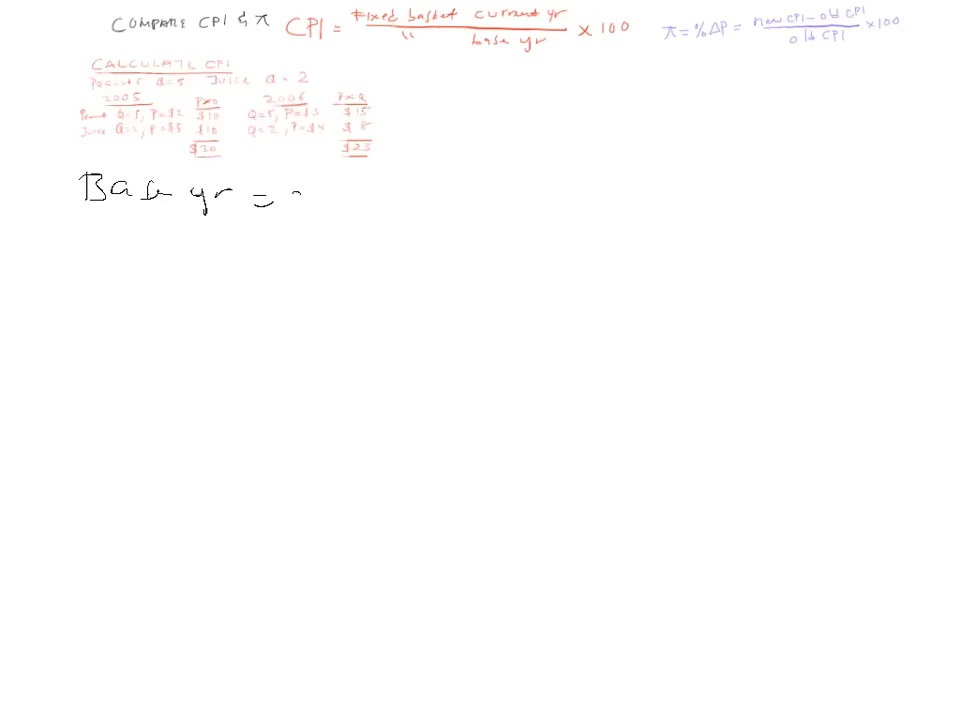 COMPARE CPI & π CPI = Fixed basket current yr / " base yr × 100 π = %ΔP = new CPI - old CPI / old CPI × 100
CALCULATE CPI
Peanuts Q=5 Juice Q=2
2005 P×Q 2006 P×Q
Peanut Q=5, P=$2 $10 Q=5, P=$3 $15
Juice Q=2, P=$5 $10 Q=2, P=$4 $8
$20 $23
Base yr =